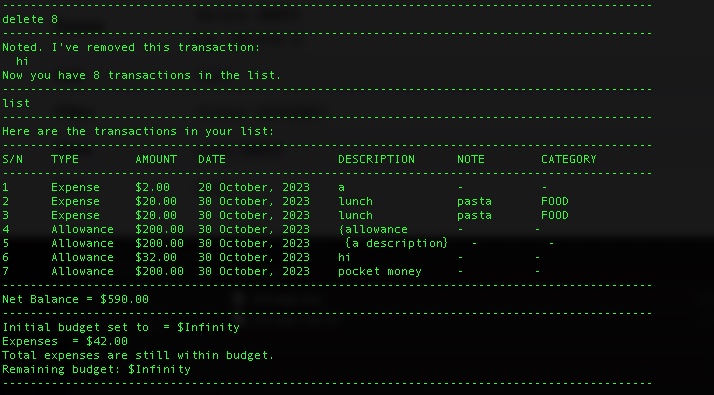 ------------------------------------------------------------------------------------------
delete 8
------------------------------------------------------------------------------------------
Noted. I've removed this transaction:
  hi
Now you have 8 transactions in the list.
------------------------------------------------------------------------------------------
list
------------------------------------------------------------------------------------------
Here are the transactions in your list:
------------------------------------------------------------------------------------------
S/N    TYPE        AMOUNT   DATE                DESCRIPTION      NOTE        CATEGORY
------------------------------------------------------------------------------------------
1      Expense     $2.00    20 October, 2023    a                -           -
2      Expense     $20.00   30 October, 2023    lunch            pasta       FOOD
3      Expense     $20.00   30 October, 2023    lunch            pasta       FOOD
4      Allowance   $200.00  30 October, 2023    {allowance       -          -
5      Allowance   $200.00  30 October, 2023     {a description}   -          -
6      Allowance   $32.00   30 October, 2023    hi               -          -
7      Allowance   $200.00  30 October, 2023    pocket money     -          -
------------------------------------------------------------------------------------------
Net Balance = $590.00
------------------------------------------------------------------------------------------
Initial budget set to  = $Infinity
Expenses  = $42.00
Total expenses are still within budget.
Remaining budget: $Infinity
------------------------------------------------------------------------------------------